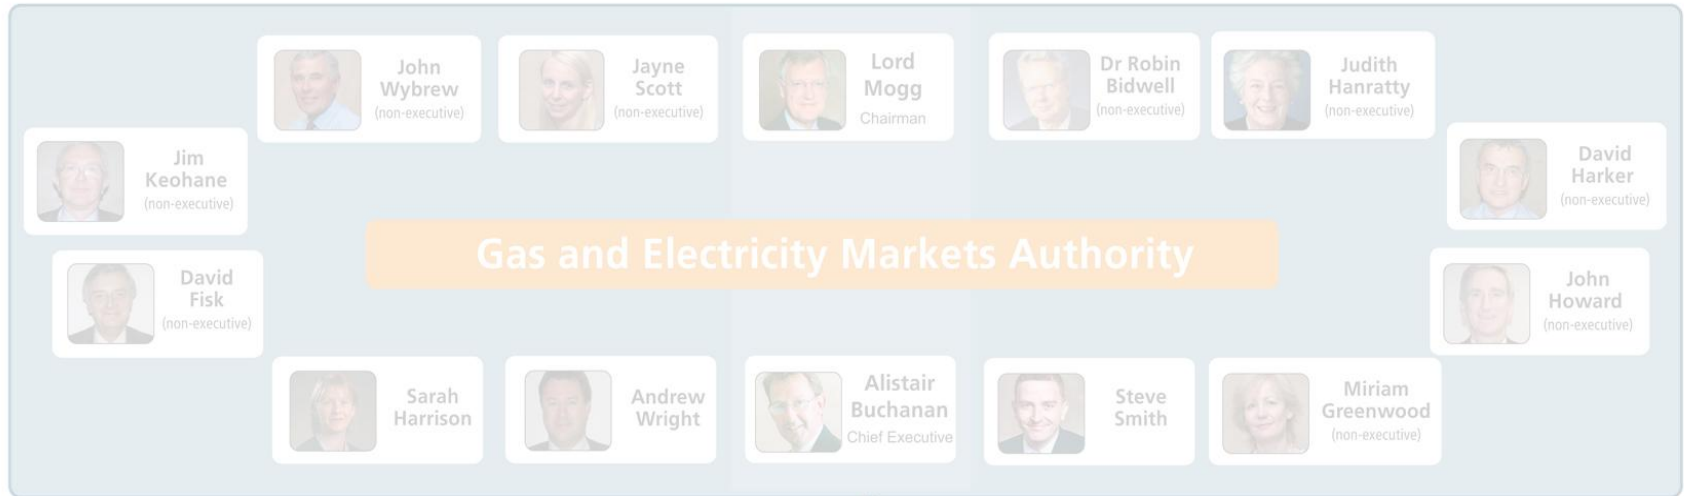 John
Wybrew
(non-executive)
Jayne
Scott
(non-executive)
Lord
Mogg
Chairman
Dr Robin
Bidwell
(non-executive)
Judith
Hanratty
(non-executive)
Jim
Keohane
(non-executive)
David
Harker
(non-executive)
Gas and Electricity Markets Authority
David
Fisk
(non-executive)
John
Howard
(non-executive)
Sarah
Harrison
Andrew
Wright
Alistair
Buchanan
Chief Executive
Steve
Smith
Miriam
Greenwood
(non-executive)